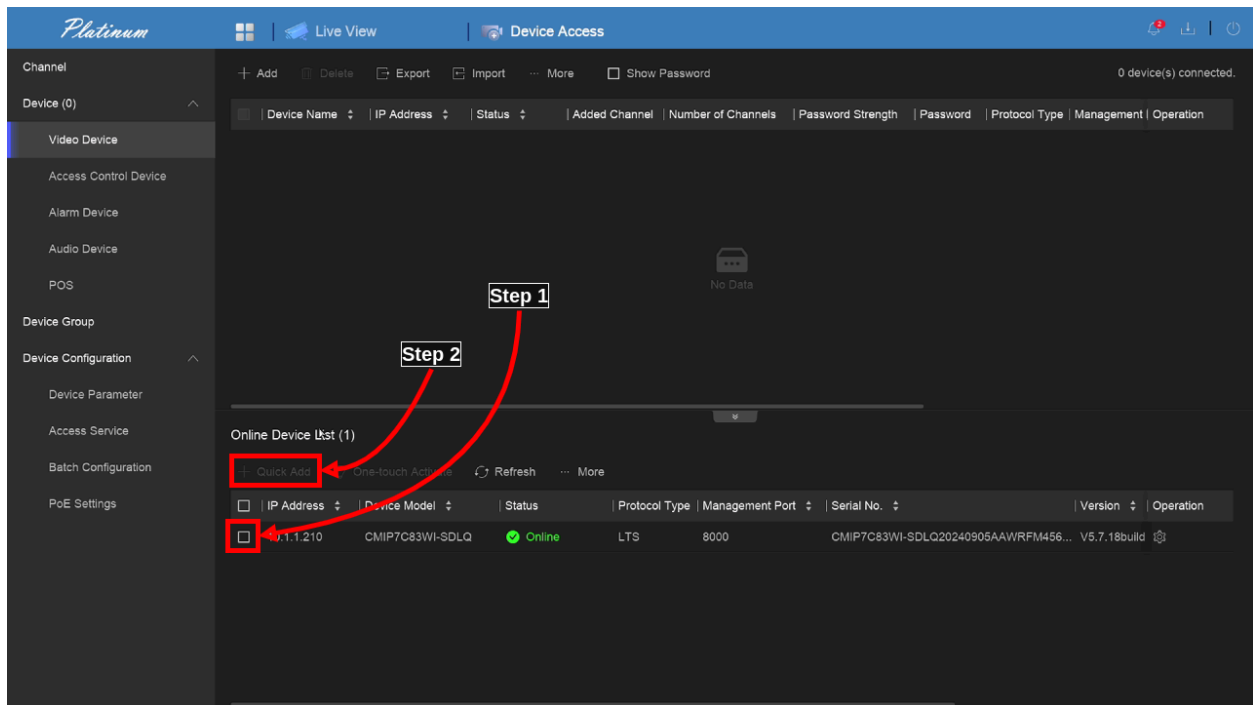 Platinum
Live View
Device Access
Channel
Device (0)
Video Device
Access Control Device
Alarm Device
Audio Device
POS
Device Group
Device Configuration
Device Parameter
Access Service
Batch Configuration
PoE Settings
+ Add Delete Export Import ··· More Show Password 0 device(s) connected.
Device Name | IP Address | Status | Added Channel | Number of Channels | Password Strength | Password | Protocol Type | Management | Operation
No Data
Step 1
Step 2
Online Device List (1)
+ Quick Add One-touch Activate Refresh ··· More
IP Address | Device Model | Status | Protocol Type | Management Port | Serial No. | Version | Operation
10.1.1.210 CMIP7C83WI-SDLQ Online LTS 8000 CMIP7C83WI-SDLQ20240905AAWRFM456... V5.7.18build